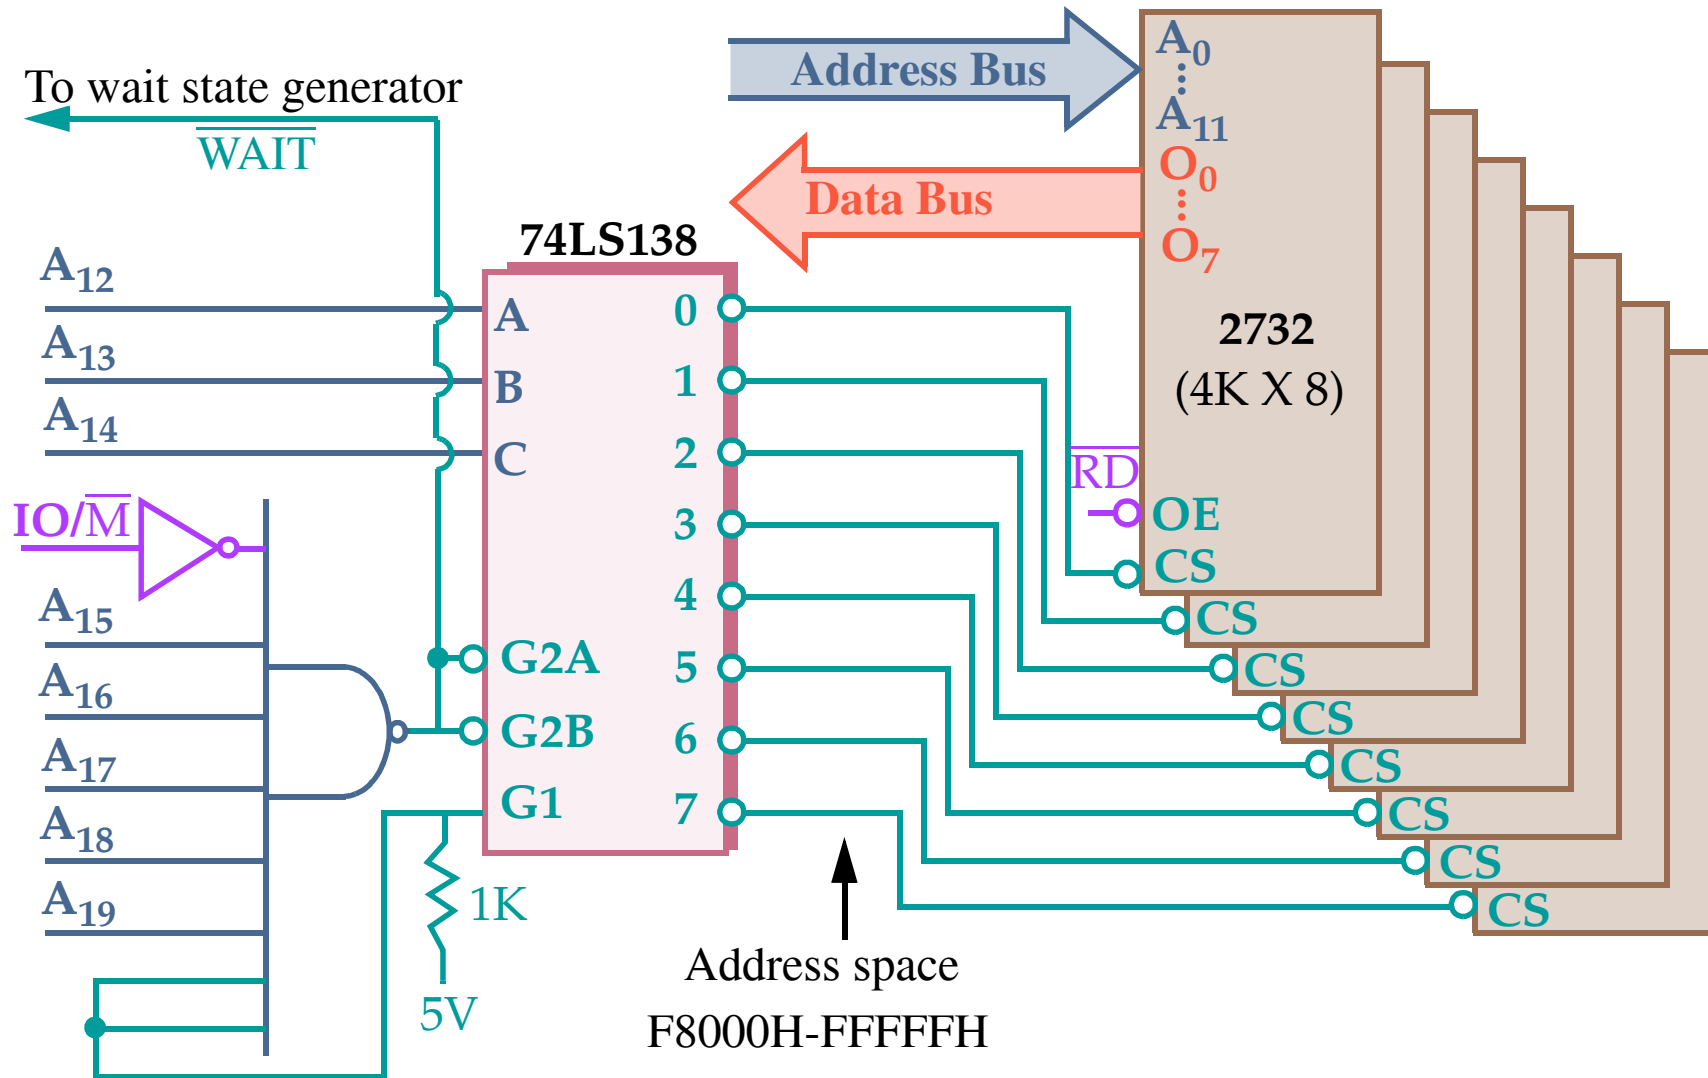 To wait state generator
W̅A̅I̅T̅
Address Bus
Data Bus
A0
A11
O0
O7
2732
(4K X 8)
R̅D̅
OE
CS
CS
CS
CS
CS
CS
CS
CS
74LS138
A12
A13
A14
A
B
C
IO/M̅
A15
A16
A17
A18
A19
G2A
G2B
G1
0
1
2
3
4
5
6
7
1K
5V
Address space
F8000H-FFFFFH